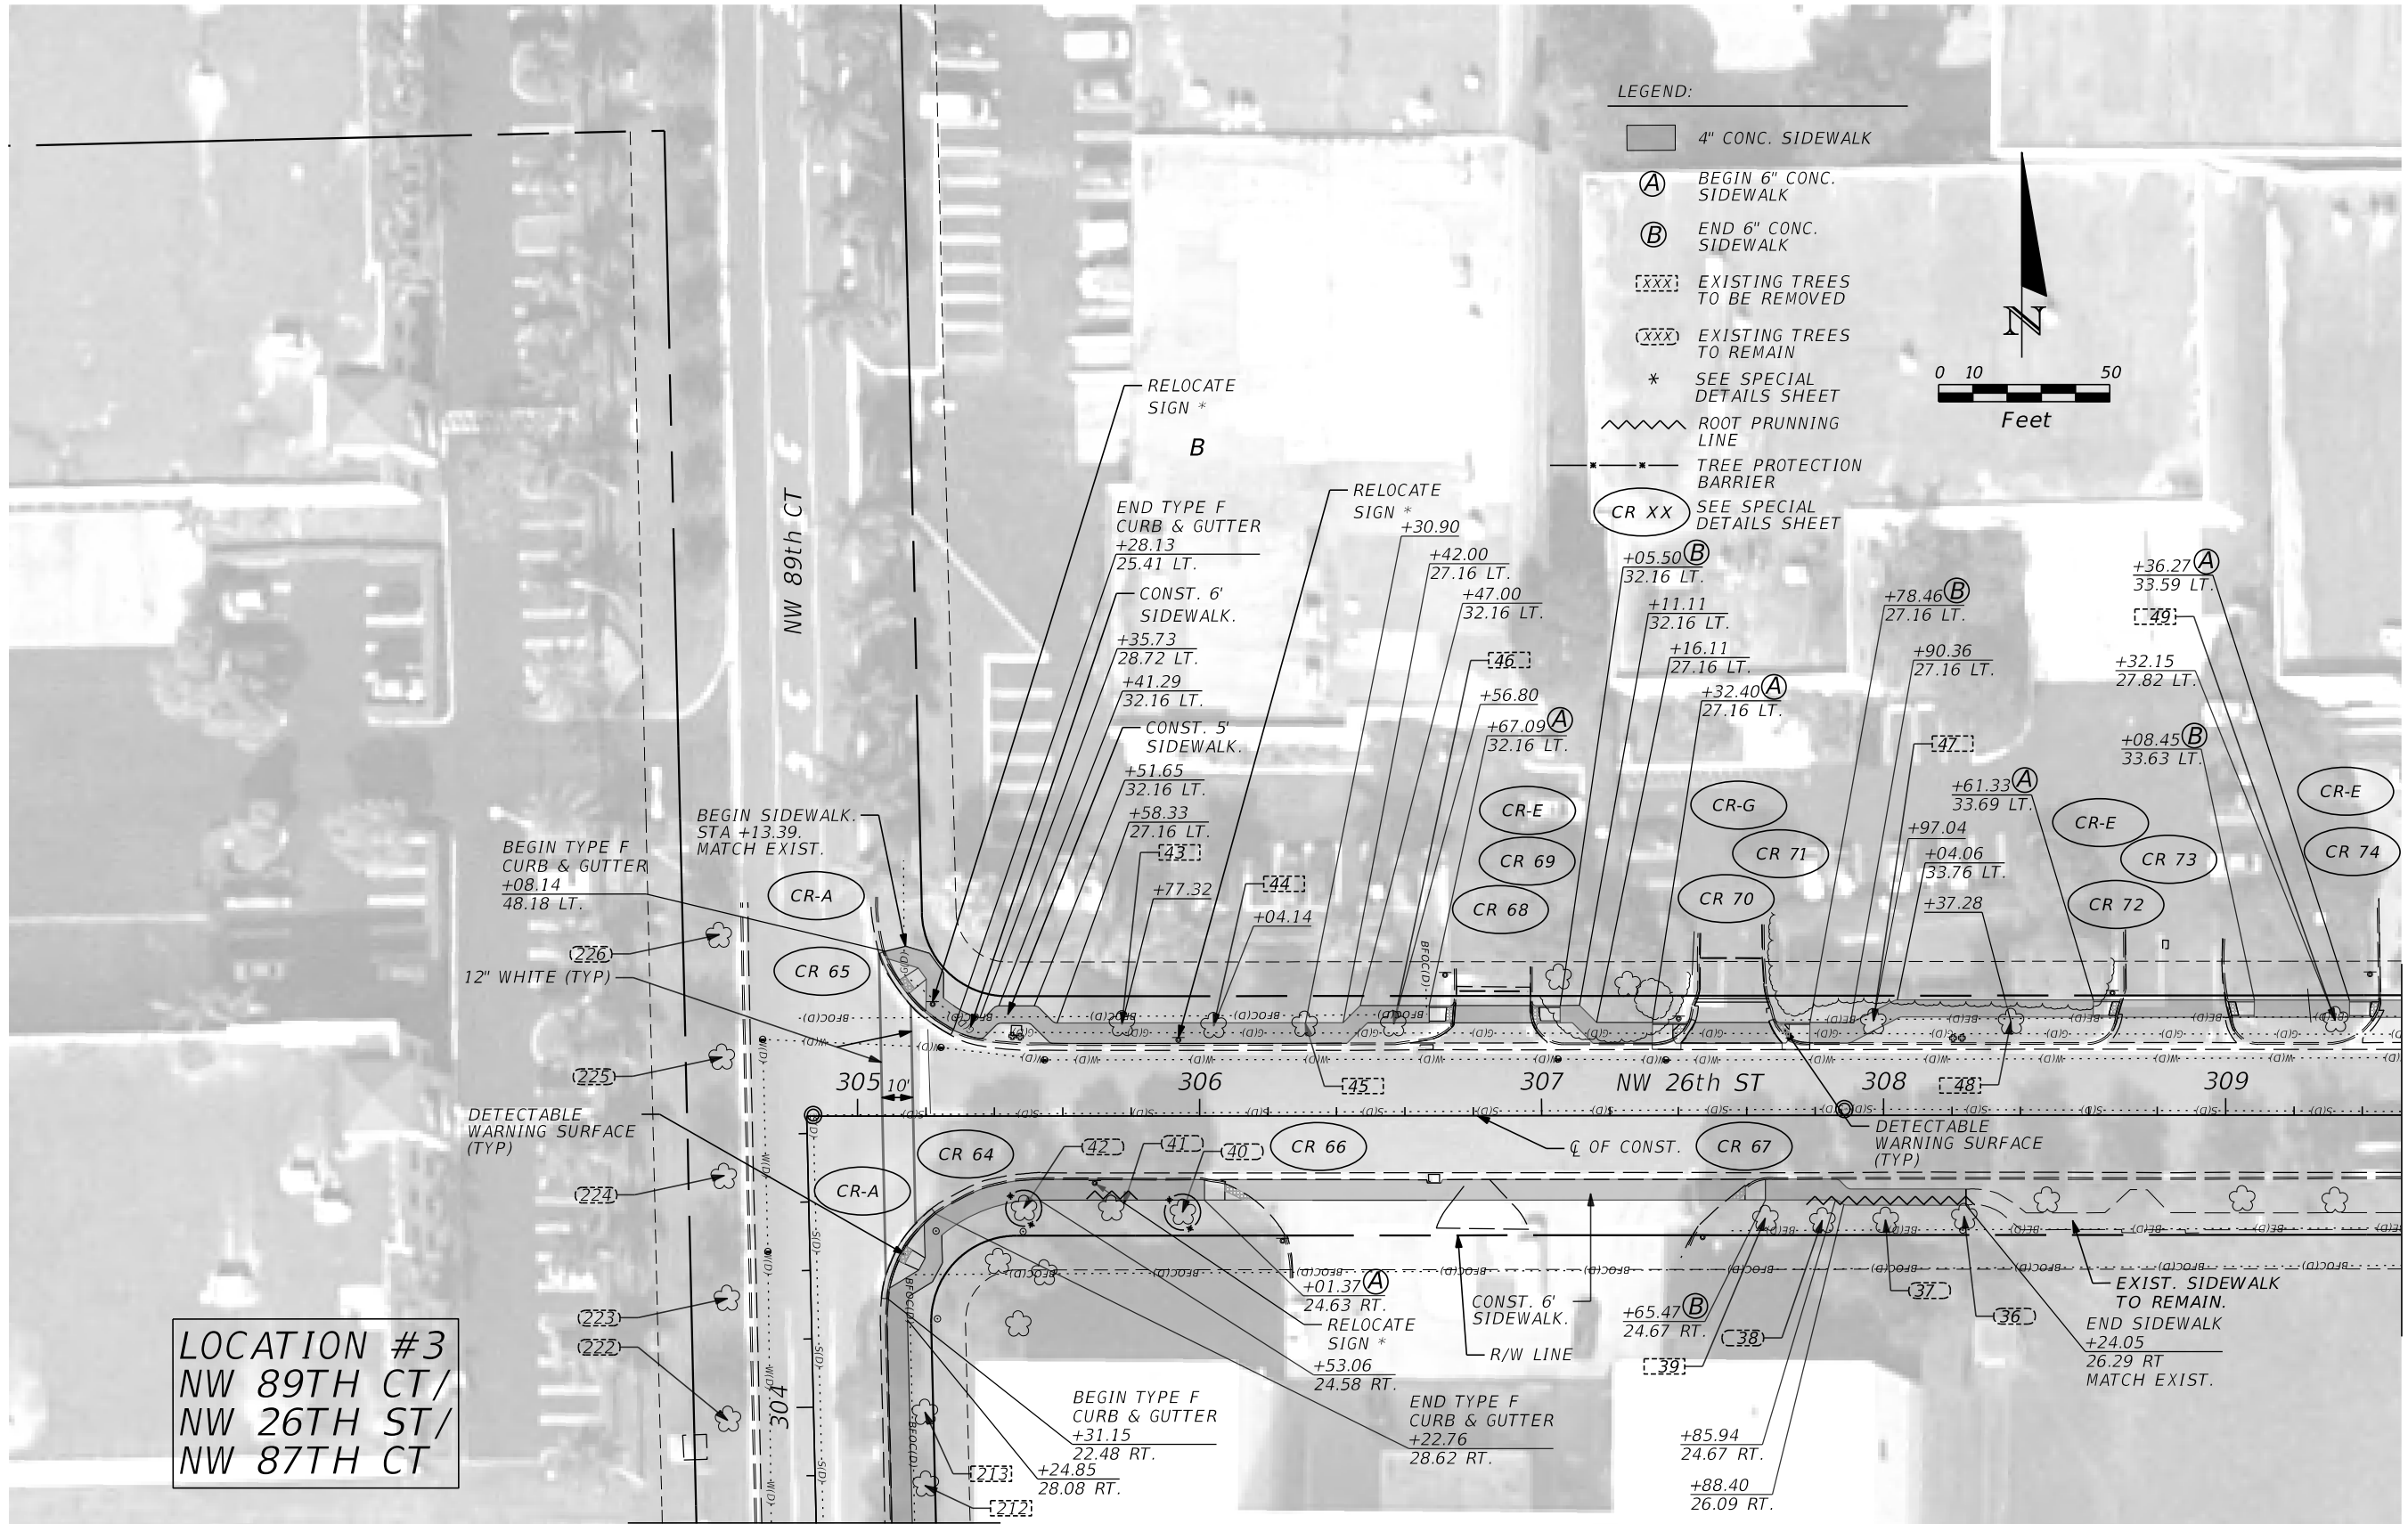 LEGEND:
4" CONC. SIDEWALK
A
BEGIN 6" CONC.
SIDEWALK
B
END 6" CONC.
SIDEWALK
XXX
EXISTING TREES
TO BE REMOVED
XXX
EXISTING TREES
TO REMAIN
*
SEE SPECIAL
DETAILS SHEET
ROOT PRUNNING
LINE
TREE PROTECTION
BARRIER
CR XX
SEE SPECIAL
DETAILS SHEET
N
0 10 50
Feet
RELOCATE
SIGN *
B
NW 89th CT
RELOCATE
SIGN *
END TYPE F
CURB & GUTTER
+28.13
25.41 LT.
CONST. 6'
SIDEWALK.
+35.73
28.72 LT.
+41.29
32.16 LT.
CONST. 5'
SIDEWALK.
+51.65
32.16 LT.
+58.33
27.16 LT.
43
+77.32
44
+04.14
+30.90
+42.00
27.16 LT.
+47.00
32.16 LT.
46
+56.80
+67.09 A
32.16 LT.
CR-E
CR 69
CR 68
+05.50 B
32.16 LT.
+11.11
32.16 LT.
+16.11
27.16 LT.
+32.40 A
27.16 LT.
CR-G
CR 71
CR 70
+78.46 B
27.16 LT.
+90.36
27.16 LT.
47
+61.33 A
33.69 LT.
+97.04
+04.06
33.76 LT.
+37.28
CR-E
CR 73
CR 72
+36.27 A
33.59 LT.
49
+32.15
27.82 LT.
+08.45 B
33.63 LT.
CR-E
CR 74
BEGIN SIDEWALK.
STA +13.39.
MATCH EXIST.
BEGIN TYPE F
CURB & GUTTER
+08.14
48.18 LT.
CR-A
CR 65
226
12" WHITE (TYP)
225
DETECTABLE
WARNING SURFACE
(TYP)
224
223
222
305
10'
306
45
307
NW 26th ST
308
48
309
CR 64
CR-A
42
41
40
CR 66
℄ OF CONST.
CR 67
DETECTABLE
WARNING SURFACE
(TYP)
BFOC(D)
G(D)
W(D)
S(D)
BE(D)
+01.37 A
24.63 RT.
RELOCATE
SIGN *
+53.06
24.58 RT.
CONST. 6'
SIDEWALK.
R/W LINE
+65.47 B
24.67 RT.
38
39
37
36
EXIST. SIDEWALK
TO REMAIN.
END SIDEWALK
+24.05
26.29 RT
MATCH EXIST.
304
BEGIN TYPE F
CURB & GUTTER
+31.15
22.48 RT.
+24.85
28.08 RT.
END TYPE F
CURB & GUTTER
+22.76
28.62 RT.
213
212
+85.94
24.67 RT.
+88.40
26.09 RT.
LOCATION #3
NW 89TH CT/
NW 26TH ST/
NW 87TH CT